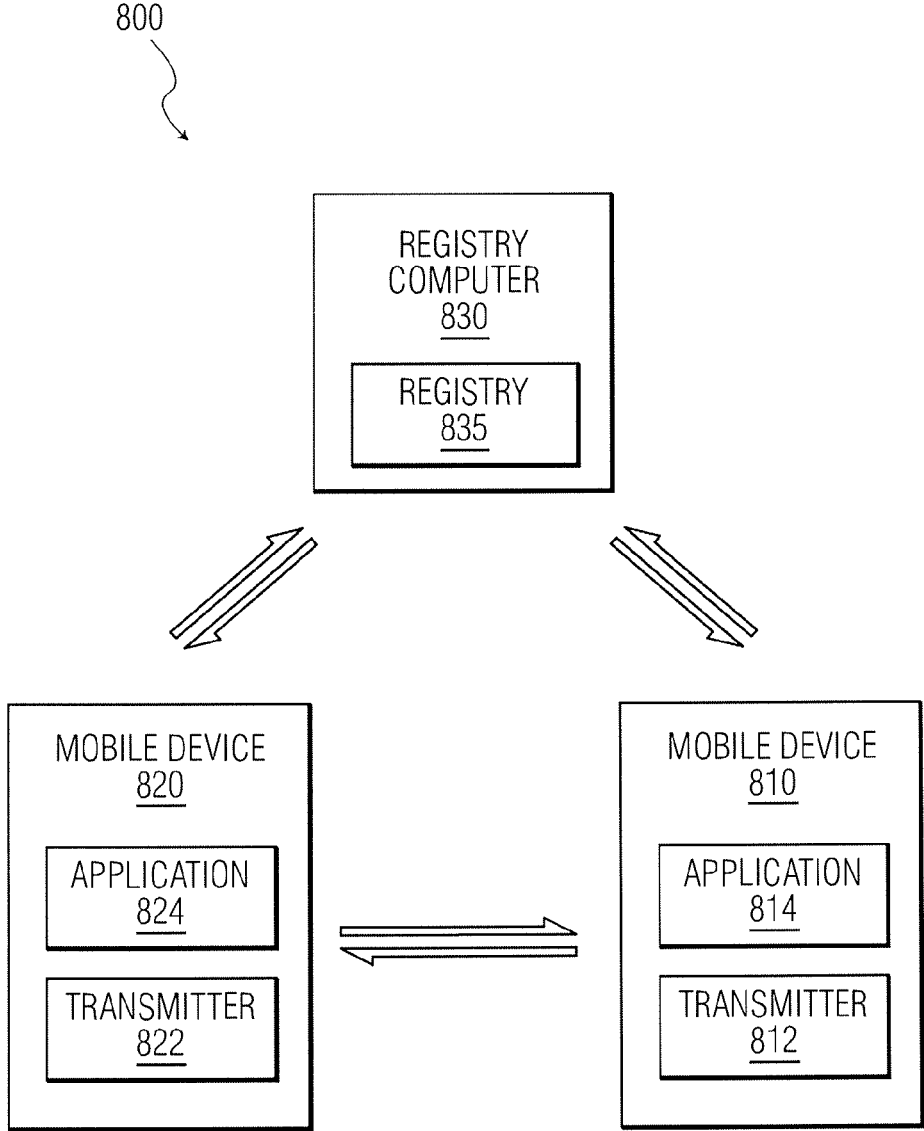 800
REGISTRY
COMPUTER
830
REGISTRY
835
MOBILE DEVICE
820
APPLICATION
824
TRANSMITTER
822
MOBILE DEVICE
810
APPLICATION
814
TRANSMITTER
812